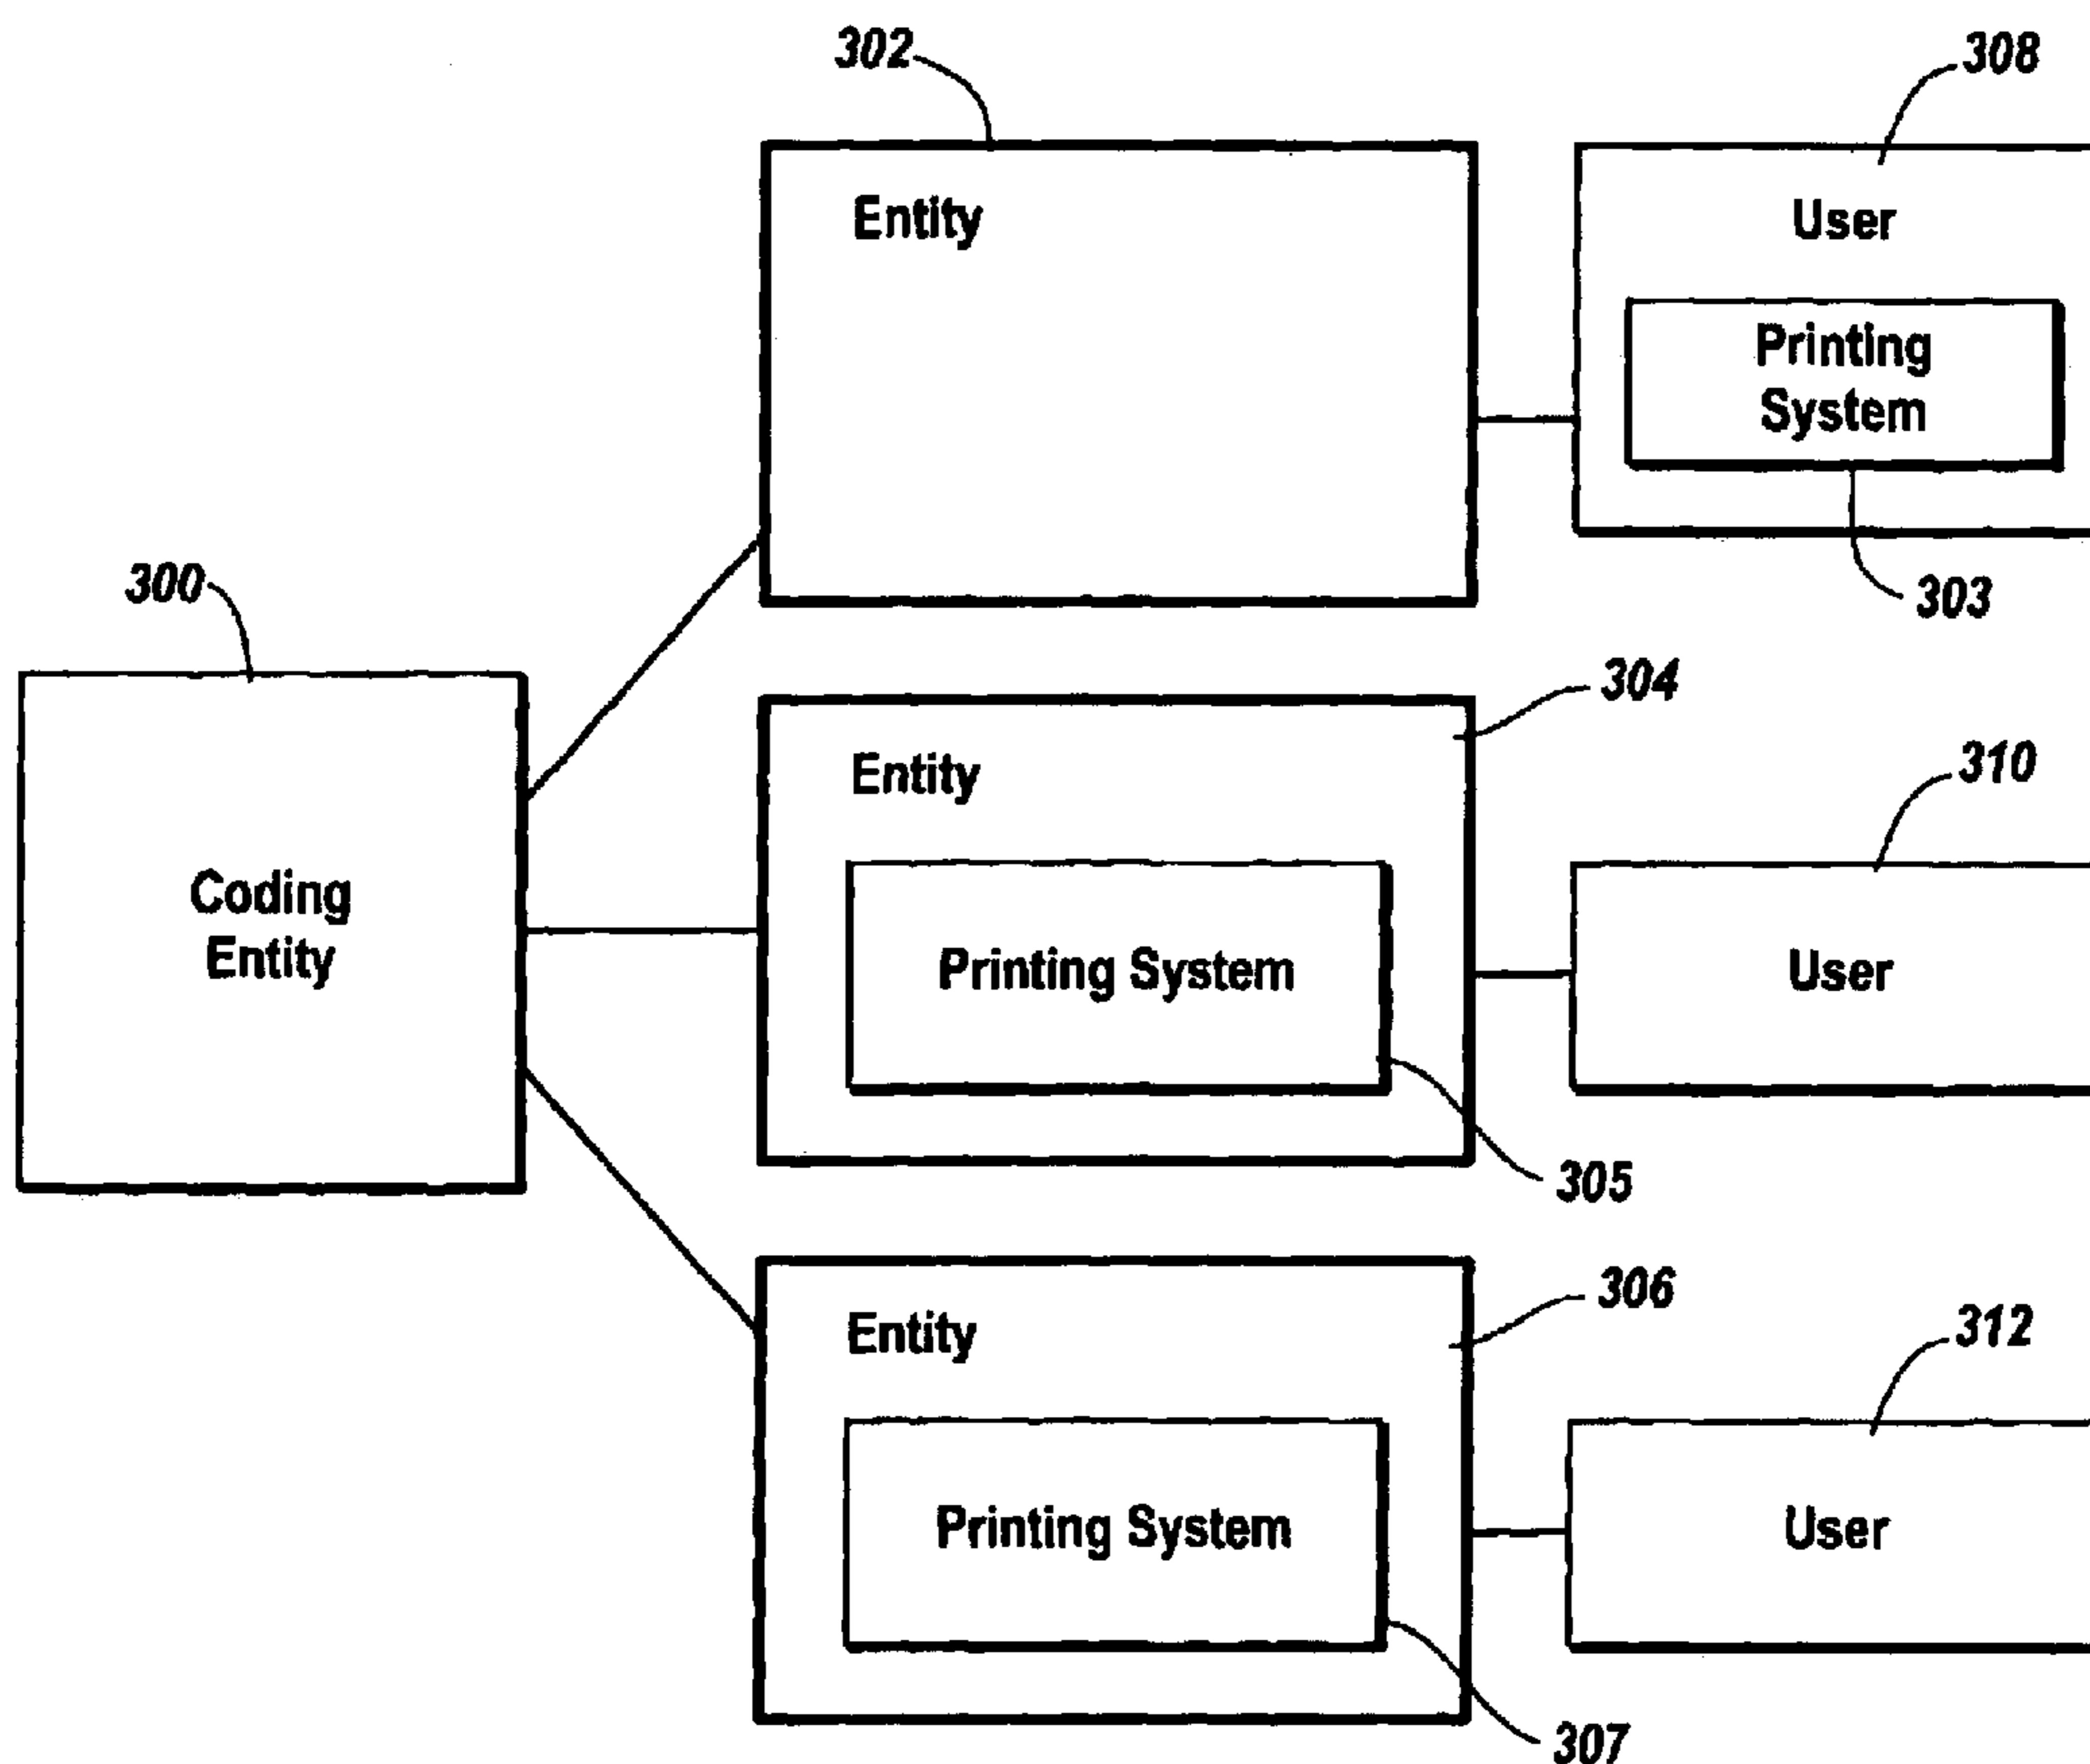 302
308
Entity
User
Printing
System
300
303
304
Entity
310
Coding
Entity
Printing System
User
305
306
Entity
312
Printing System
User
307